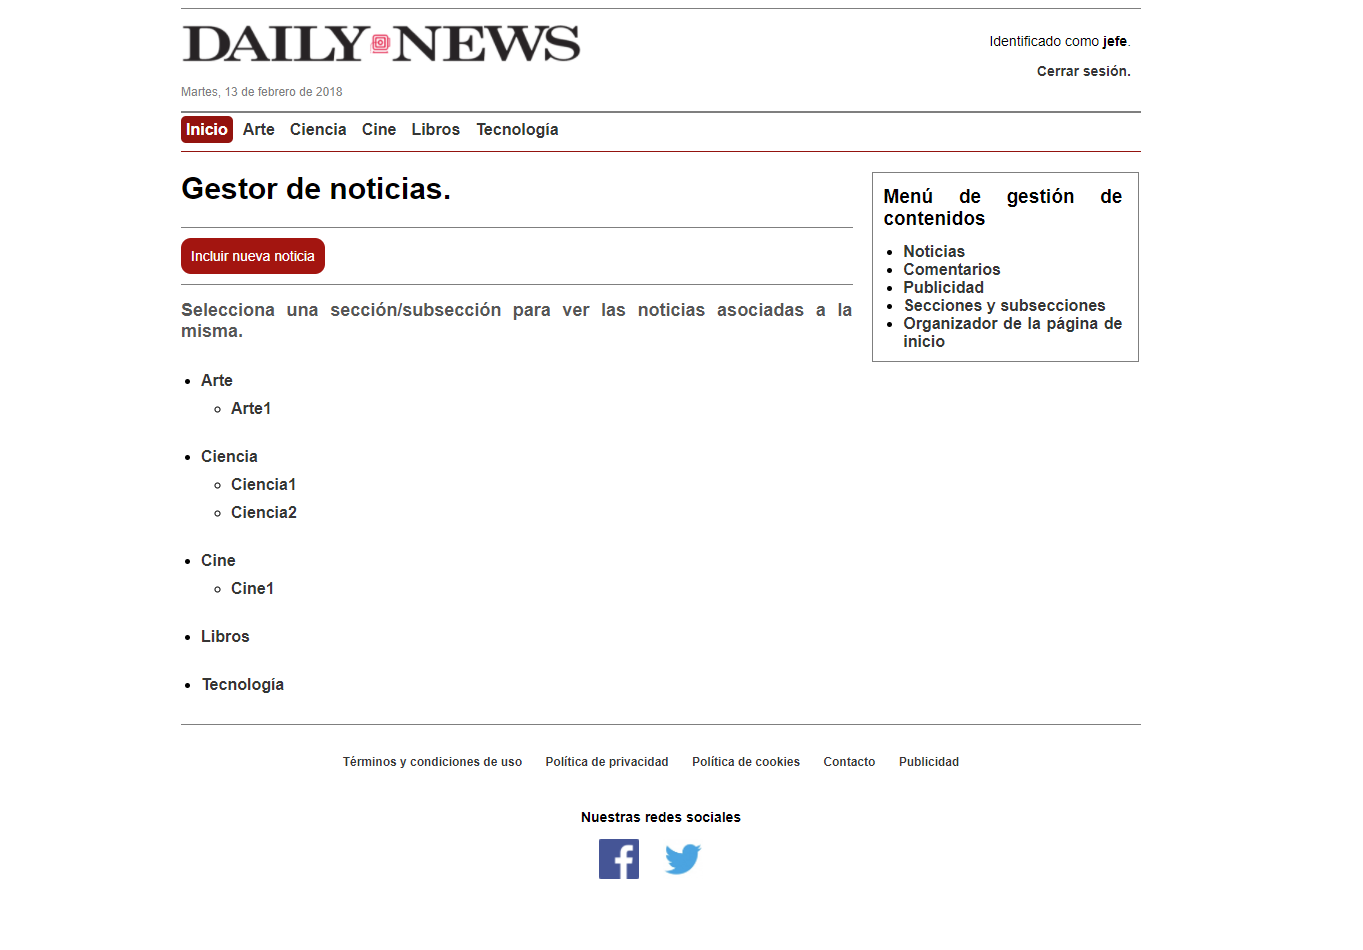 DAILY NEWS
Identificado como jefe.
Cerrar sesión.
Martes, 13 de febrero de 2018
Inicio Arte Ciencia Cine Libros Tecnología
Gestor de noticias.
Incluir nueva noticia
Selecciona una sección/subsección para ver las noticias asociadas a la
misma.
Arte
Arte1
Ciencia
Ciencia1
Ciencia2
Cine
Cine1
Libros
Tecnología
Menú de gestión de
contenidos
Noticias
Comentarios
Publicidad
Secciones y subsecciones
Organizador de la página de
inicio
Términos y condiciones de uso Política de privacidad Política de cookies Contacto Publicidad
Nuestras redes sociales